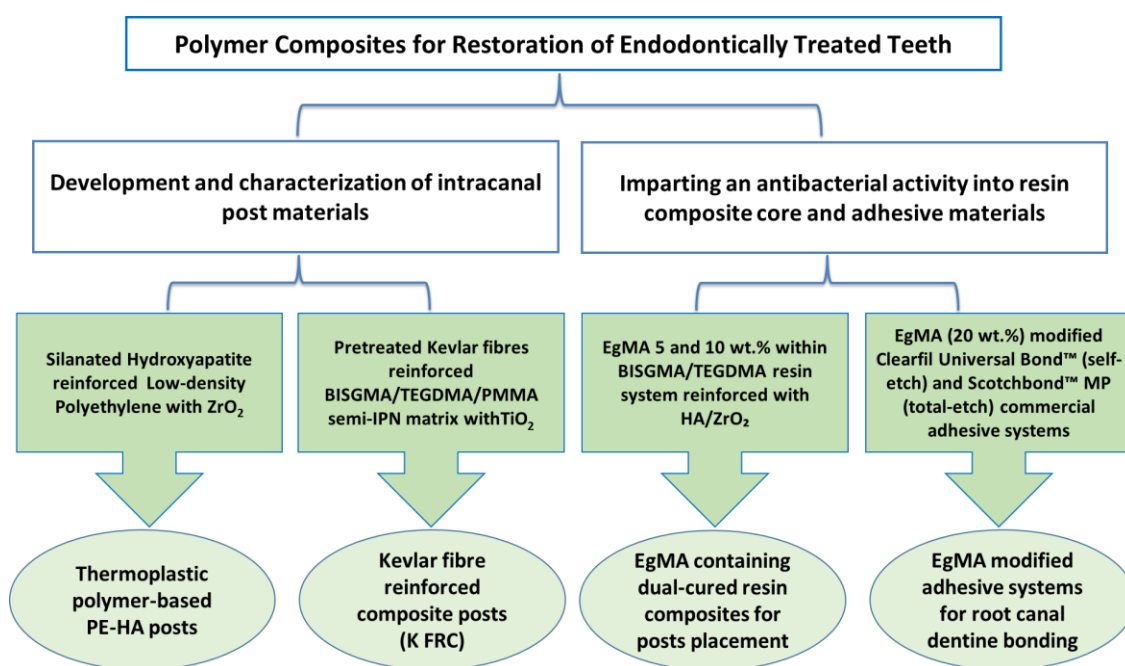 Polymer Composites for Restoration of Endodontically Treated Teeth
Development and characterization of intracanal
post materials
Imparting an antibacterial activity into resin
composite core and adhesive materials
Silanated Hydroxyapatite
reinforced Low-density
Polyethylene with ZrO₂
Pretreated Kevlar fibres
reinforced
BISGMA/TEGDMA/PMMA
semi-IPN matrix withTiO₂
EgMA 5 and 10 wt.% within
BISGMA/TEGDMA resin
system reinforced with
HA/ZrO₂
EgMA (20 wt.%) modified
Clearfil Universal Bond™ (self-
etch) and Scotchbond™ MP
(total-etch) commercial
adhesive systems
Thermoplastic
polymer-based
PE-HA posts
Kevlar fibre
reinforced
composite posts
(K FRC)
EgMA containing
dual-cured resin
composites for
posts placement
EgMA modified
adhesive systems
for root canal
dentine bonding